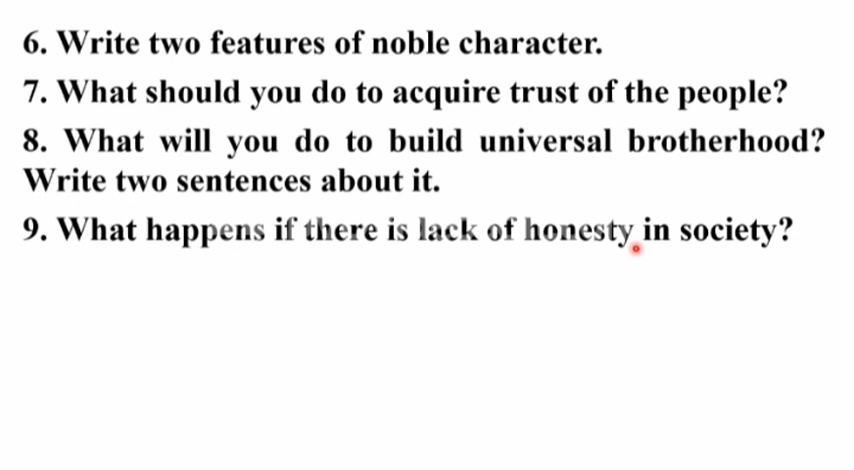 6. Write two features of noble character.
7. What should you do to acquire trust of the people?
8. What will you do to build universal brotherhood?
Write two sentences about it.
9. What happens if there is lack of honesty in society?